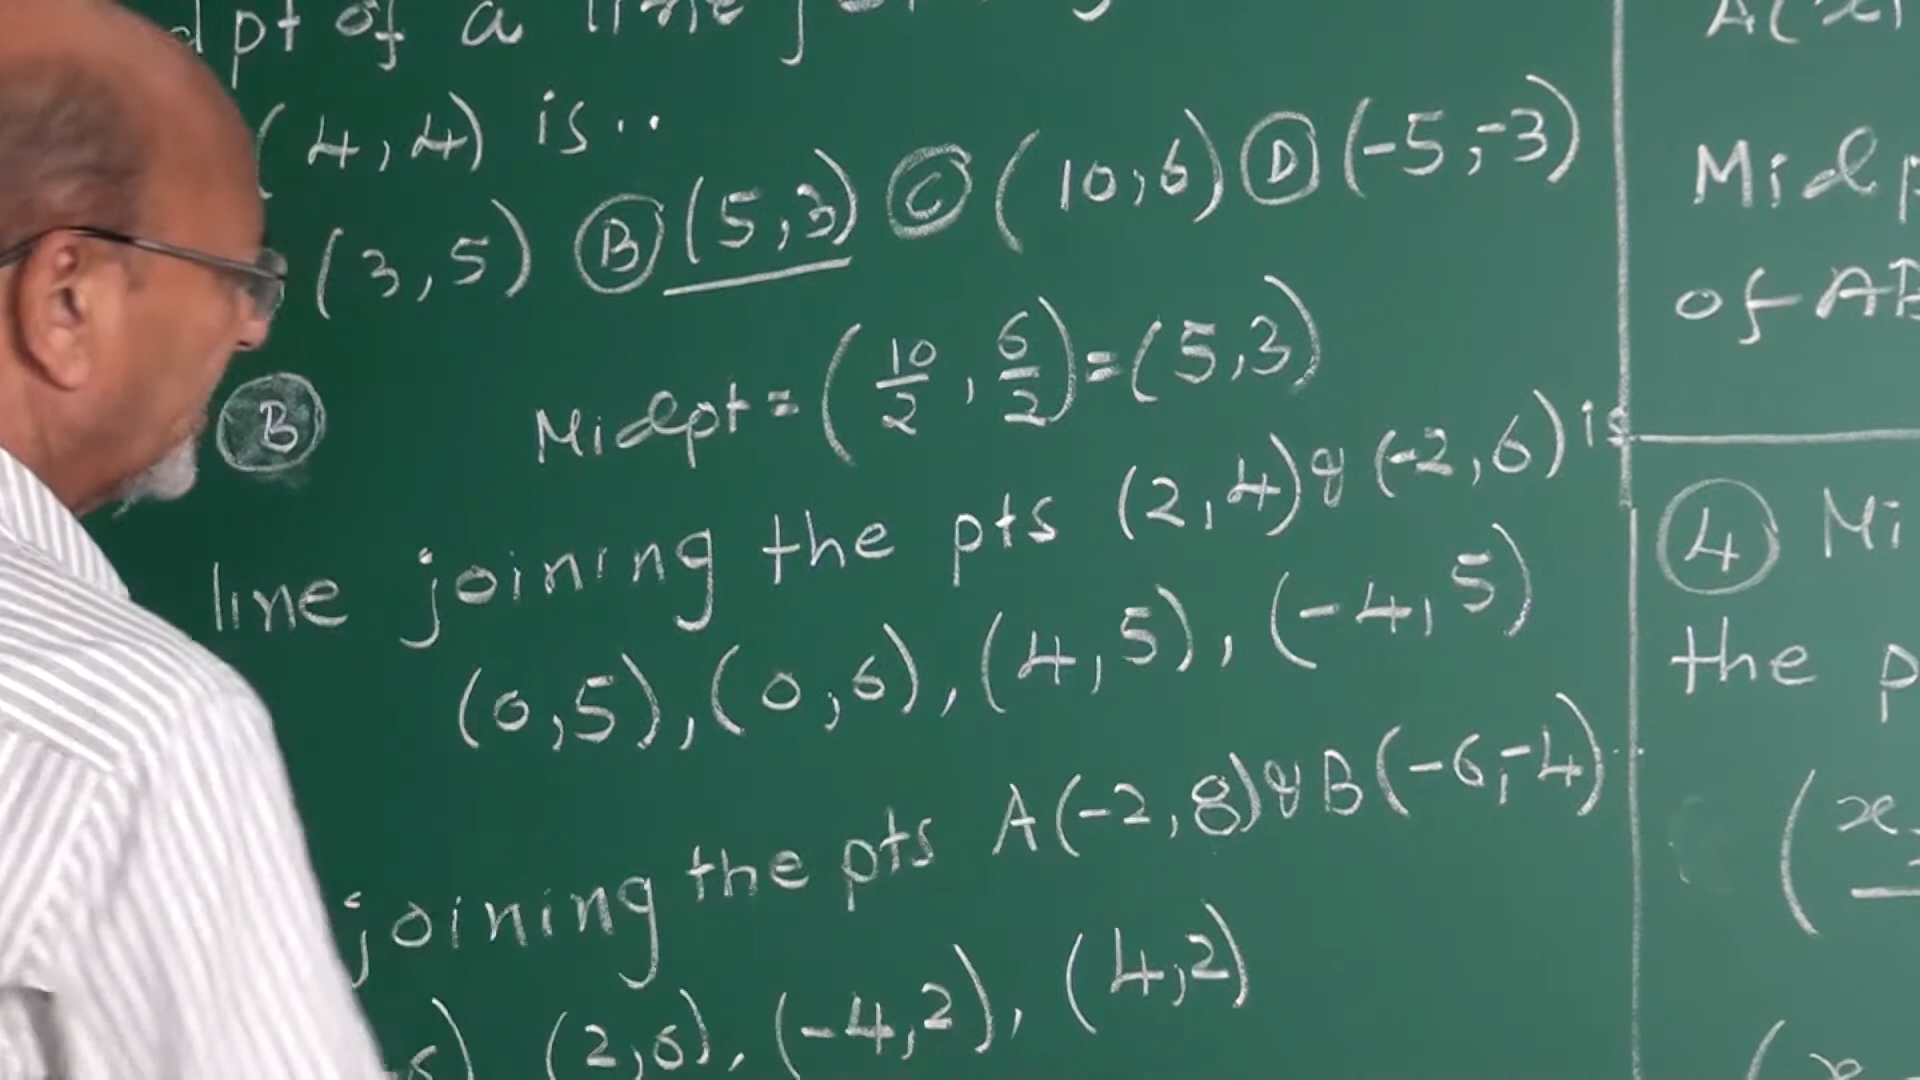 pt of a line
(4,4) is..
(3,5) B (5,3) C (10,6) D (-5,-3)
B Midpt = (10/2, 6/2) = (5,3)
line joining the pts (2,4) & (-2,6) is
(0,5), (0,6), (4,5), (-4,5)
joining the pts A(-2,8) & B(-6,-4)..
(2,6), (-4,2), (4,2)
Midp
of AB
4 Mi
the p
(x